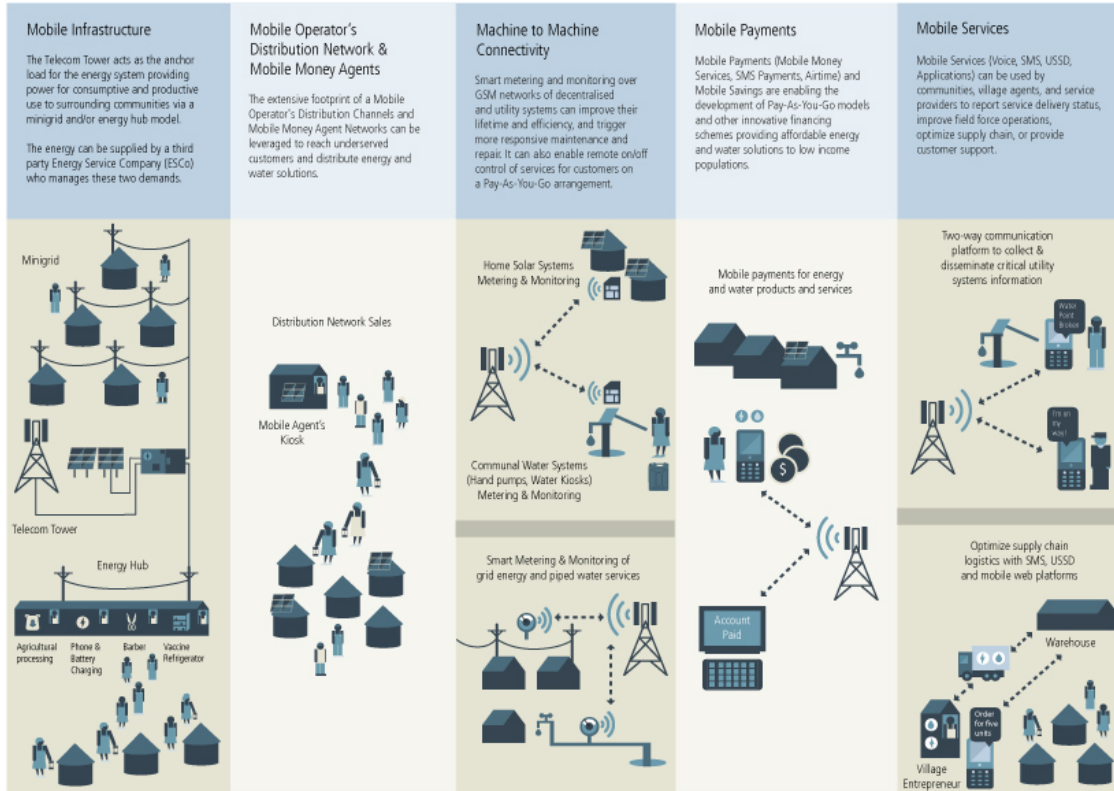 Mobile Infrastructure
The Telecom Tower acts as the anchor
load for the energy system providing
power for consumptive and productive
use to surrounding communities via a
minigrid and/or energy hub model.
The energy can be supplied by a third
party Energy Service Company (ESCo)
who manages these two demands.
Minigrid
Telecom Tower
Energy Hub
Agricultural
processing
Phone &
Battery
Charging
Barber
Vaccine
Refrigerator
Mobile Operator's
Distribution Network &
Mobile Money Agents
The extensive footprint of a Mobile
Operator's Distribution Channels and
Mobile Money Agent Networks can be
leveraged to reach underserved
customers and distribute energy and
water solutions.
Distribution Network Sales
Mobile Agent's
Kiosk
Machine to Machine
Connectivity
Smart metering and monitoring over
GSM networks of decentralised
and utility systems can improve their
lifetime and efficiency, and trigger
more responsive maintenance and
repair. It can also enable remote on/off
control of services for customers on
a Pay-As-You-Go arrangement.
Home Solar Systems
Metering & Monitoring
Communal Water Systems
(Hand pumps, Water Kiosks)
Metering & Monitoring
Smart Metering & Monitoring of
grid energy and piped water services
Mobile Payments
Mobile Payments (Mobile Money
Services, SMS Payments, Airtime) and
Mobile Savings are enabling the
development of Pay-As-You-Go models
and other innovative financing
schemes providing affordable energy
and water solutions to low income
populations.
Mobile payments for energy
and water products and services
$
Account
Paid
Mobile Services
Mobile Services (Voice, SMS, USSD,
Applications) can be used by
communities, village agents, and service
providers to report service delivery status,
improve field force operations,
optimize supply chain, or provide
customer support.
Two-way communication
platform to collect &
disseminate critical utility
systems information
Water
Point
Broken
I'm on
my
way!
Optimize supply chain
logistics with SMS, USSD
and mobile web platforms
Warehouse
Order
for five
units
Village
Entrepreneur